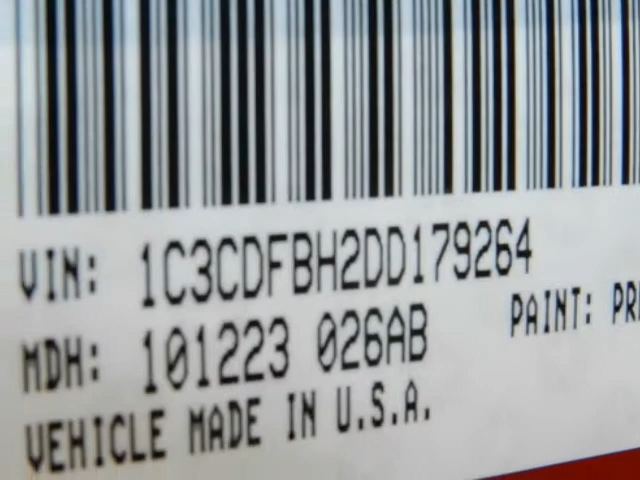 VIN: 1C3CDFBH2DD179264
MDH: 101223 026AB
PAINT:
VEHICLE MADE IN U.S.A.